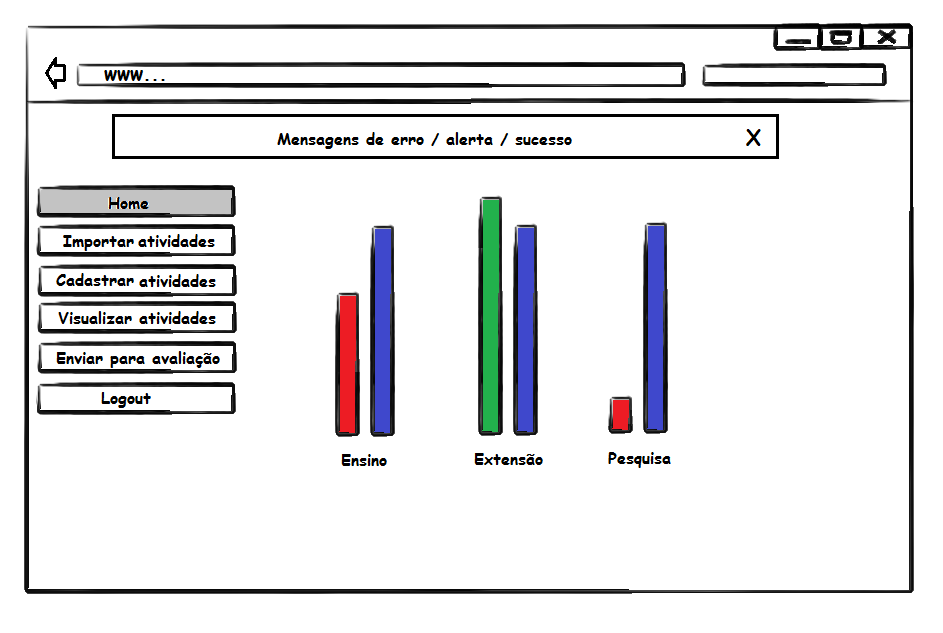 www...
Mensagens de erro / alerta / sucesso X
Home
Importar atividades
Cadastrar atividades
Visualizar atividades
Enviar para avaliação
Logout
Ensino Extensão Pesquisa